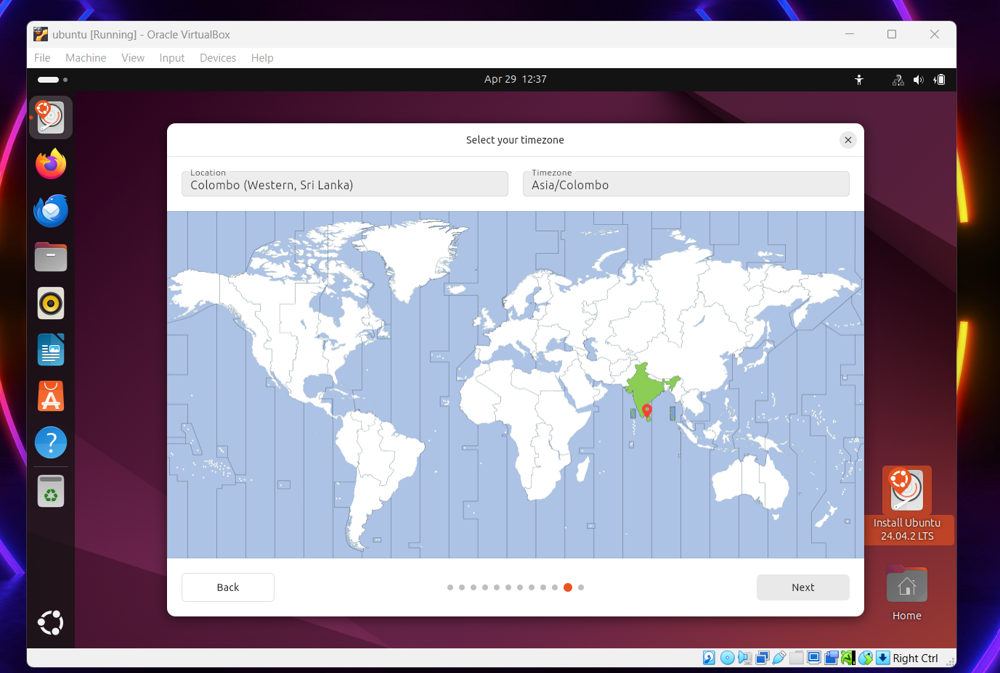 ubuntu [Running] - Oracle VirtualBox
File Machine View Input Devices Help
Apr 29 12:37
Select your timezone
Location
Colombo (Western, Sri Lanka)
Timezone
Asia/Colombo
Install Ubuntu
24.04.2 LTS
Home
Back
Next
Right Ctrl